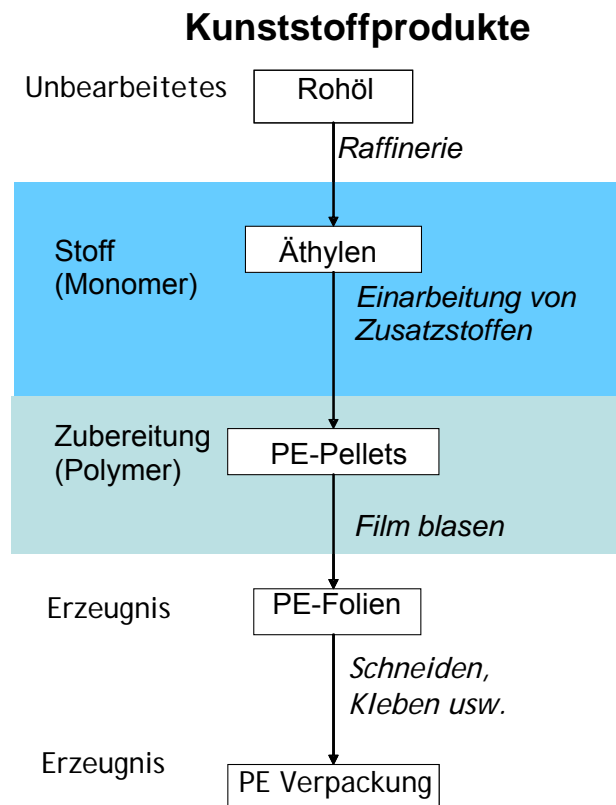 Kunststoffprodukte
Unbearbeitetes
Rohöl
Raffinerie
Stoff
(Monomer)
Äthylen
Einarbeitung von
Zusatzstoffen
Zubereitung
(Polymer)
PE-Pellets
Film blasen
Erzeugnis
PE-Folien
Schneiden,
Kleben usw.
Erzeugnis
PE Verpackung